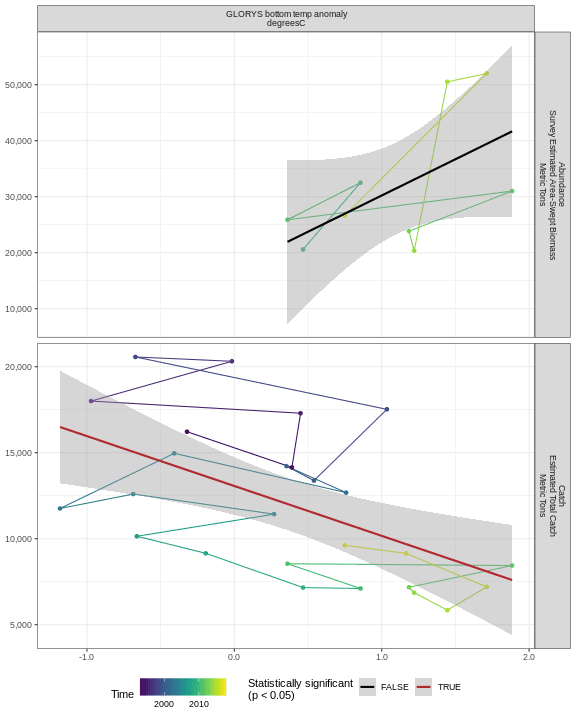 GLORYS bottom temp anomaly
degreesC
50,000
40,000
30,000
20,000
10,000
Abundance
Survey Estimated Area-Swept Biomass
Metric Tons
20,000
15,000
10,000
5,000
Catch
Estimated Total Catch
Metric Tons
-1.0 0.0 1.0 2.0
Time
2000 2010
Statistically significant
(p < 0.05)
FALSE TRUE